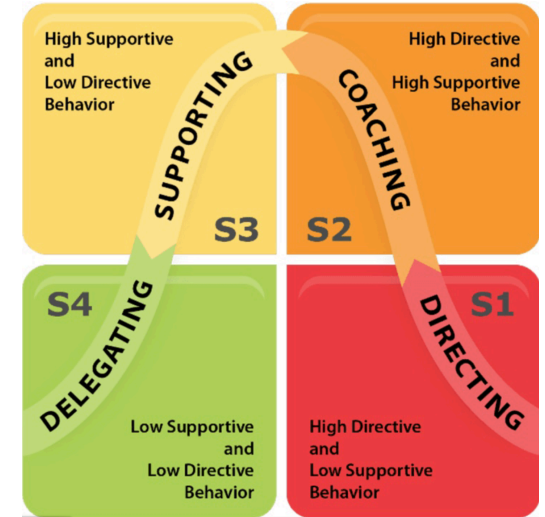 High Supportive
and
Low Directive
Behavior
SUPPORTING
S3
High Directive
and
High Supportive
Behavior
COACHING
S2
S4
DELEGATING
Low Supportive
and
Low Directive
Behavior
S1
DIRECTING
High Directive
and
Low Supportive
Behavior